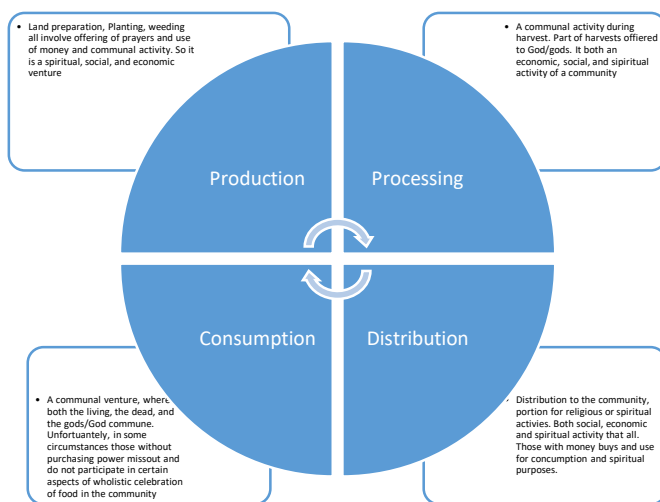 • Land preparation, Planting, weeding
all involve offering of prayers and use
of money and communal activity. So it
is a spiritual, social, and economic
venture
• A communal activity during
harvest. Part of harvests offiered
to God/gods. It both an
economic, social, and sipiritual
activity of a community
Production
Processing
Consumption
Distribution
• A communal venture, where
both the living, the dead, and
the gods/God commune.
Unfortuantely, in some
circumstances those without
purchasing power missout and
do not participate in certain
aspects of wholistic celebration
of food in the community
• Distribution to the community,
portion for religious or spiritual
activies. Both social, economic
and spiritual activity that all.
Those with money buys and use
for concumption and spiritual
purposes.